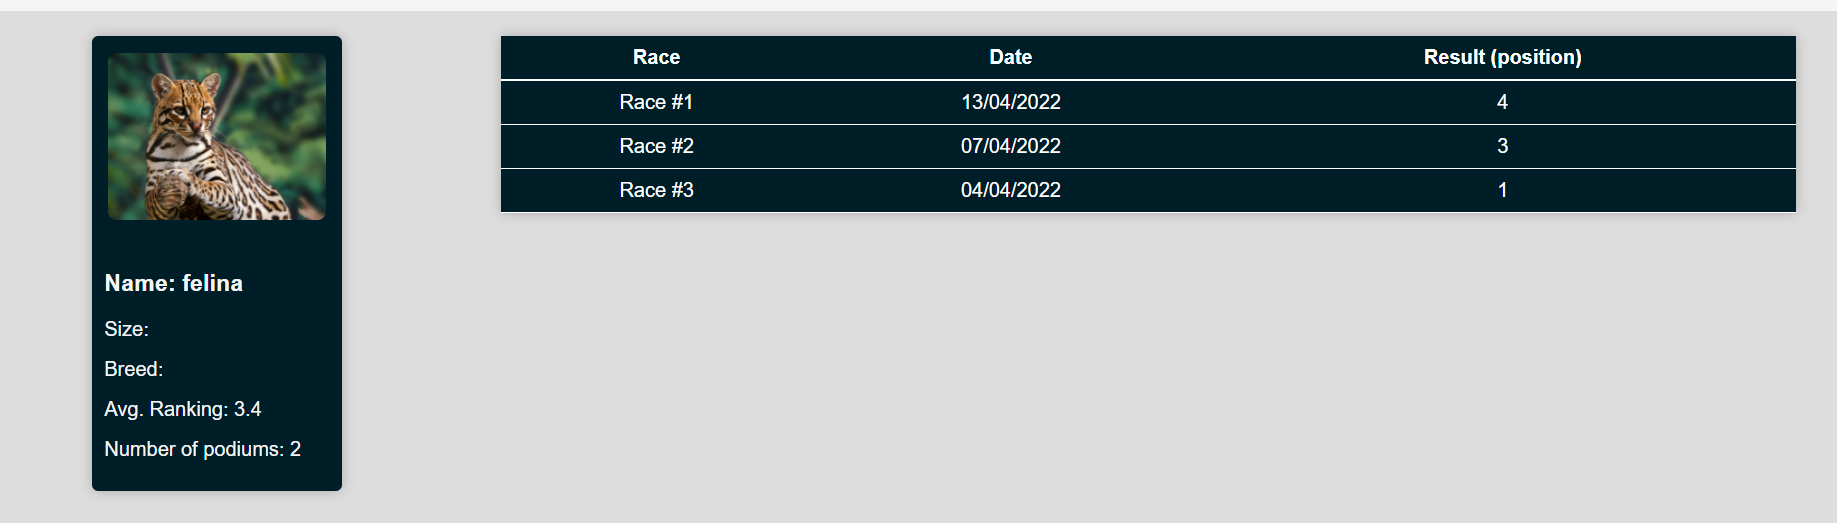 Name: felina
Size:
Breed:
Avg. Ranking: 3.4
Number of podiums: 2
Race Date Result (position)
Race #1 13/04/2022 4
Race #2 07/04/2022 3
Race #3 04/04/2022 1